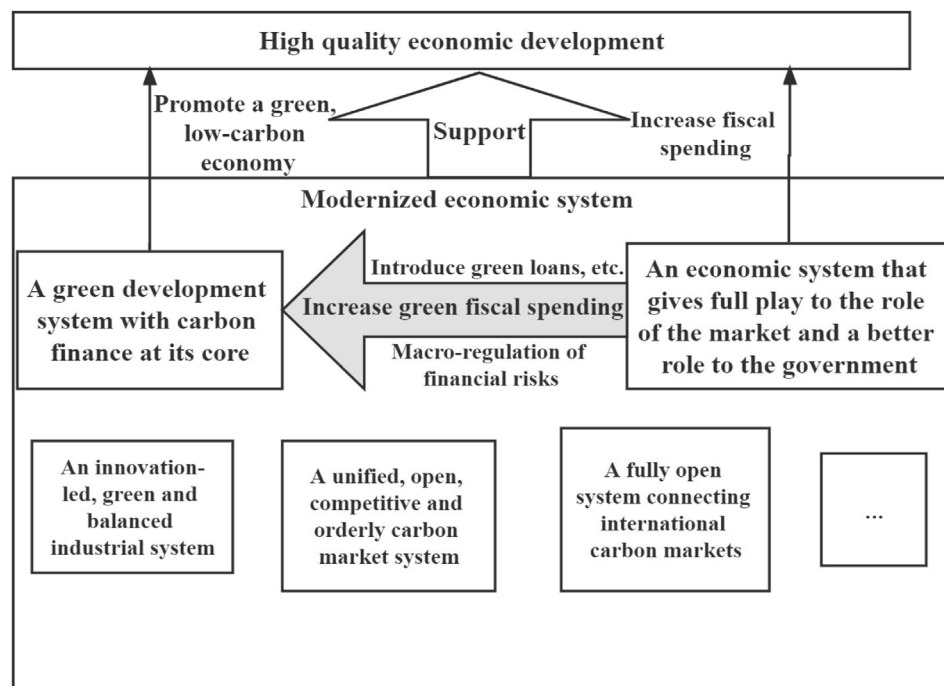 High quality economic development
Promote a green,
low-carbon
economy
Support
Increase fiscal
spending
Modernized economic system
A green development
system with carbon
finance at its core
Introduce green loans, etc.
Increase green fiscal spending
Macro-regulation of
financial risks
An economic system that
gives full play to the role
of the market and a better
role to the government
An innovation-
led, green and
balanced
industrial system
A unified, open,
competitive and
orderly carbon
market system
A fully open
system connecting
international
carbon markets
...